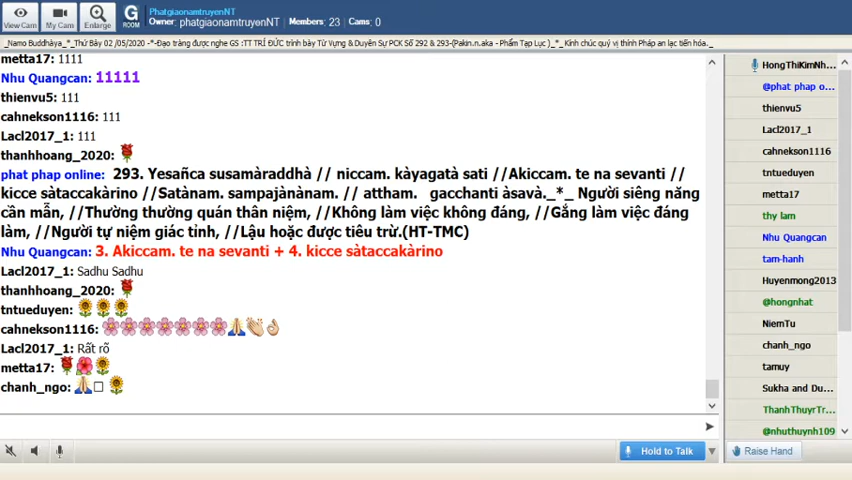 View Cam
My Cam
Enlarge
G ROOM
PhatgiaonamtruyenNT
Owner: phatgiaonamtruyenNT Members: 23 Cams: 0
_Namo Buddhàya_*_Thứ Bảy 02 /05/2020 -*-Đạo tràng được nghe GS :TT TRÍ ĐỨC trình bày Từ Vựng & Duyên Sự PCK Số 292 & 293-(Pakin.n.aka - Phẩm Tạp Lục )_*_ Kính chúc quý vị thính Pháp an lạc tiến hóa._
metta17: 1111
Nhu Quangcan: 11111
thienvu5: 111
cahnekson1116: 111
Lacl2017_1: 111
thanhhoang_2020:
phat phap online: 293. Yesañca susamàraddhà // niccam. kàyagatà sati //Akiccam. te na sevanti //
kicce sàtaccakàrino //Satànam. sampajànànam. // attham. gacchanti àsavà._*_ Người siêng năng
cần mẫn, //Thường thường quán thân niệm, //Không làm việc không đáng, //Gắng làm việc đáng
làm, //Người tự niệm giác tỉnh, //Lậu hoặc được tiêu trừ.(HT-TMC)
Nhu Quangcan: 3. Akiccam. te na sevanti + 4. kicce sàtaccakàrino
Lacl2017_1: Sadhu Sadhu
thanhhoang_2020:
tntueduyen:
cahnekson1116:
Lacl2017_1: Rất rõ
metta17:
chanh_ngo:
HongThiKimNh...
@phat phap o...
thienvu5
Lacl2017_1
cahnekson1116
tntueduyen
metta17
thy lam
Nhu Quangcan
tam-hanh
Huyenmong2013
@hongnhat
NiemTu
chanh_ngo
tamuy
Sukha and Du...
ThanhThuyrTr...
@nhuthuynh109
Hold to Talk
Raise Hand